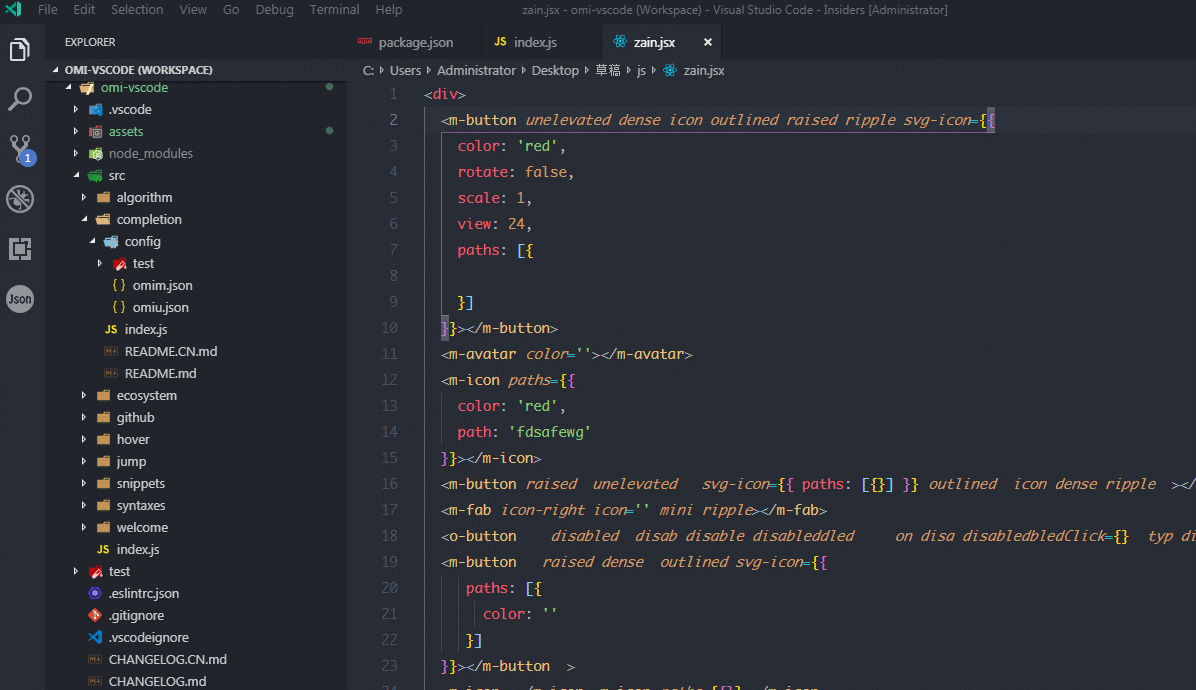 File Edit Selection View Go Debug Terminal Help zain.jsx - omi-vscode (Workspace) - Visual Studio Code - Insiders [Administrator]
EXPLORER
OMI-VSCODE (WORKSPACE)
omi-vscode
.vscode
assets
node_modules
src
algorithm
completion
config
test
{ } omim.json
{ } omiu.json
JS index.js
M↓ README.CN.md
M↓ README.md
ecosystem
github
hover
jump
snippets
syntaxes
welcome
JS index.js
test
.eslintrc.json
.gitignore
.vscodeignore
M↓ CHANGELOG.CN.md
M↓ CHANGELOG.md
1
Json
npm package.json JS index.js zain.jsx ×
C: Users Administrator Desktop 草稿 js zain.jsx
1 <div>
2 <m-button unelevated dense icon outlined raised ripple svg-icon={{
3 color: 'red',
4 rotate: false,
5 scale: 1,
6 view: 24,
7 paths: [{
8
9 }]
10 }}></m-button>
11 <m-avatar color=''></m-avatar>
12 <m-icon paths={{
13 color: 'red',
14 path: 'fdsafewg'
15 }}></m-icon>
16 <m-button raised unelevated svg-icon={{ paths: [{}] }} outlined icon dense ripple ></
17 <m-fab icon-right icon='' mini ripple></m-fab>
18 <o-button disabled disab disable disableddled on disa disabledbledClick={} typ di
19 <m-button raised dense outlined svg-icon={{
20 paths: [{
21 color: ''
22 }]
23 }}></m-button >